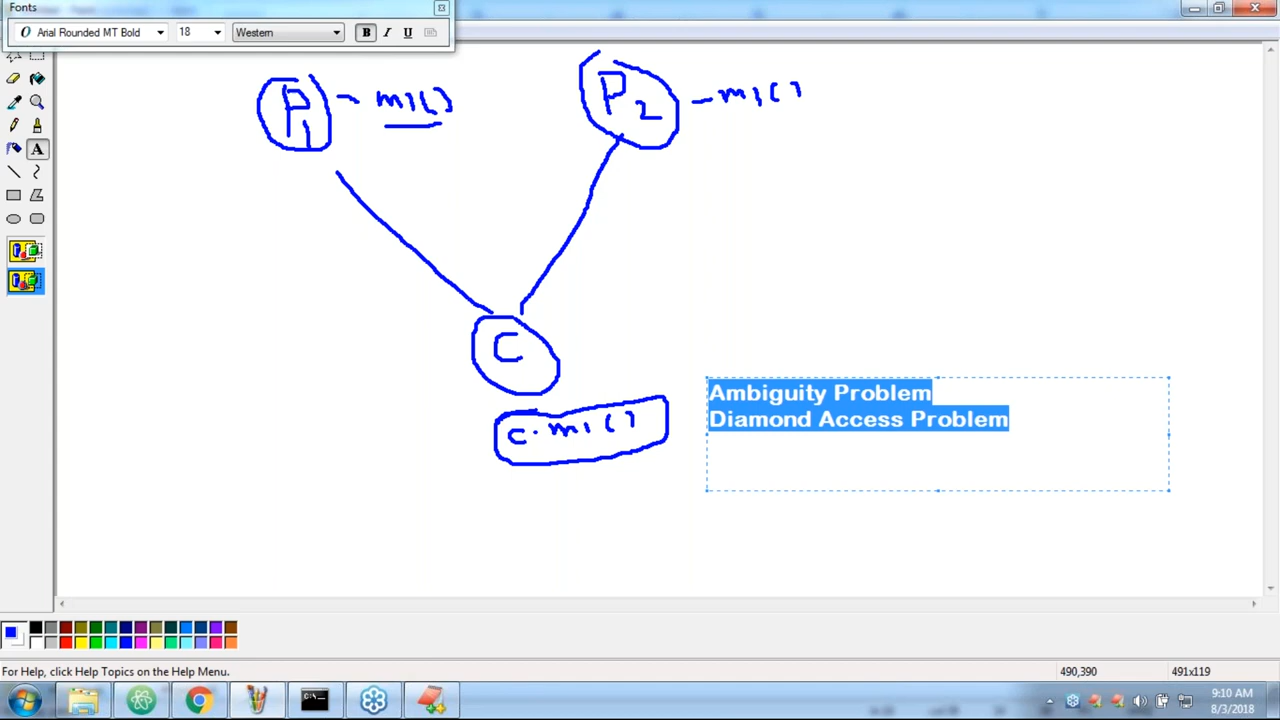 Fonts
O Arial Rounded MT Bold 18 Western B I U
A
P1 - m1()
P2 - m1()
C
c.m1()
Ambiguity Problem
Diamond Access Problem
For Help, click Help Topics on the Help Menu.
490,390
491x119
9:10 AM
8/3/2018